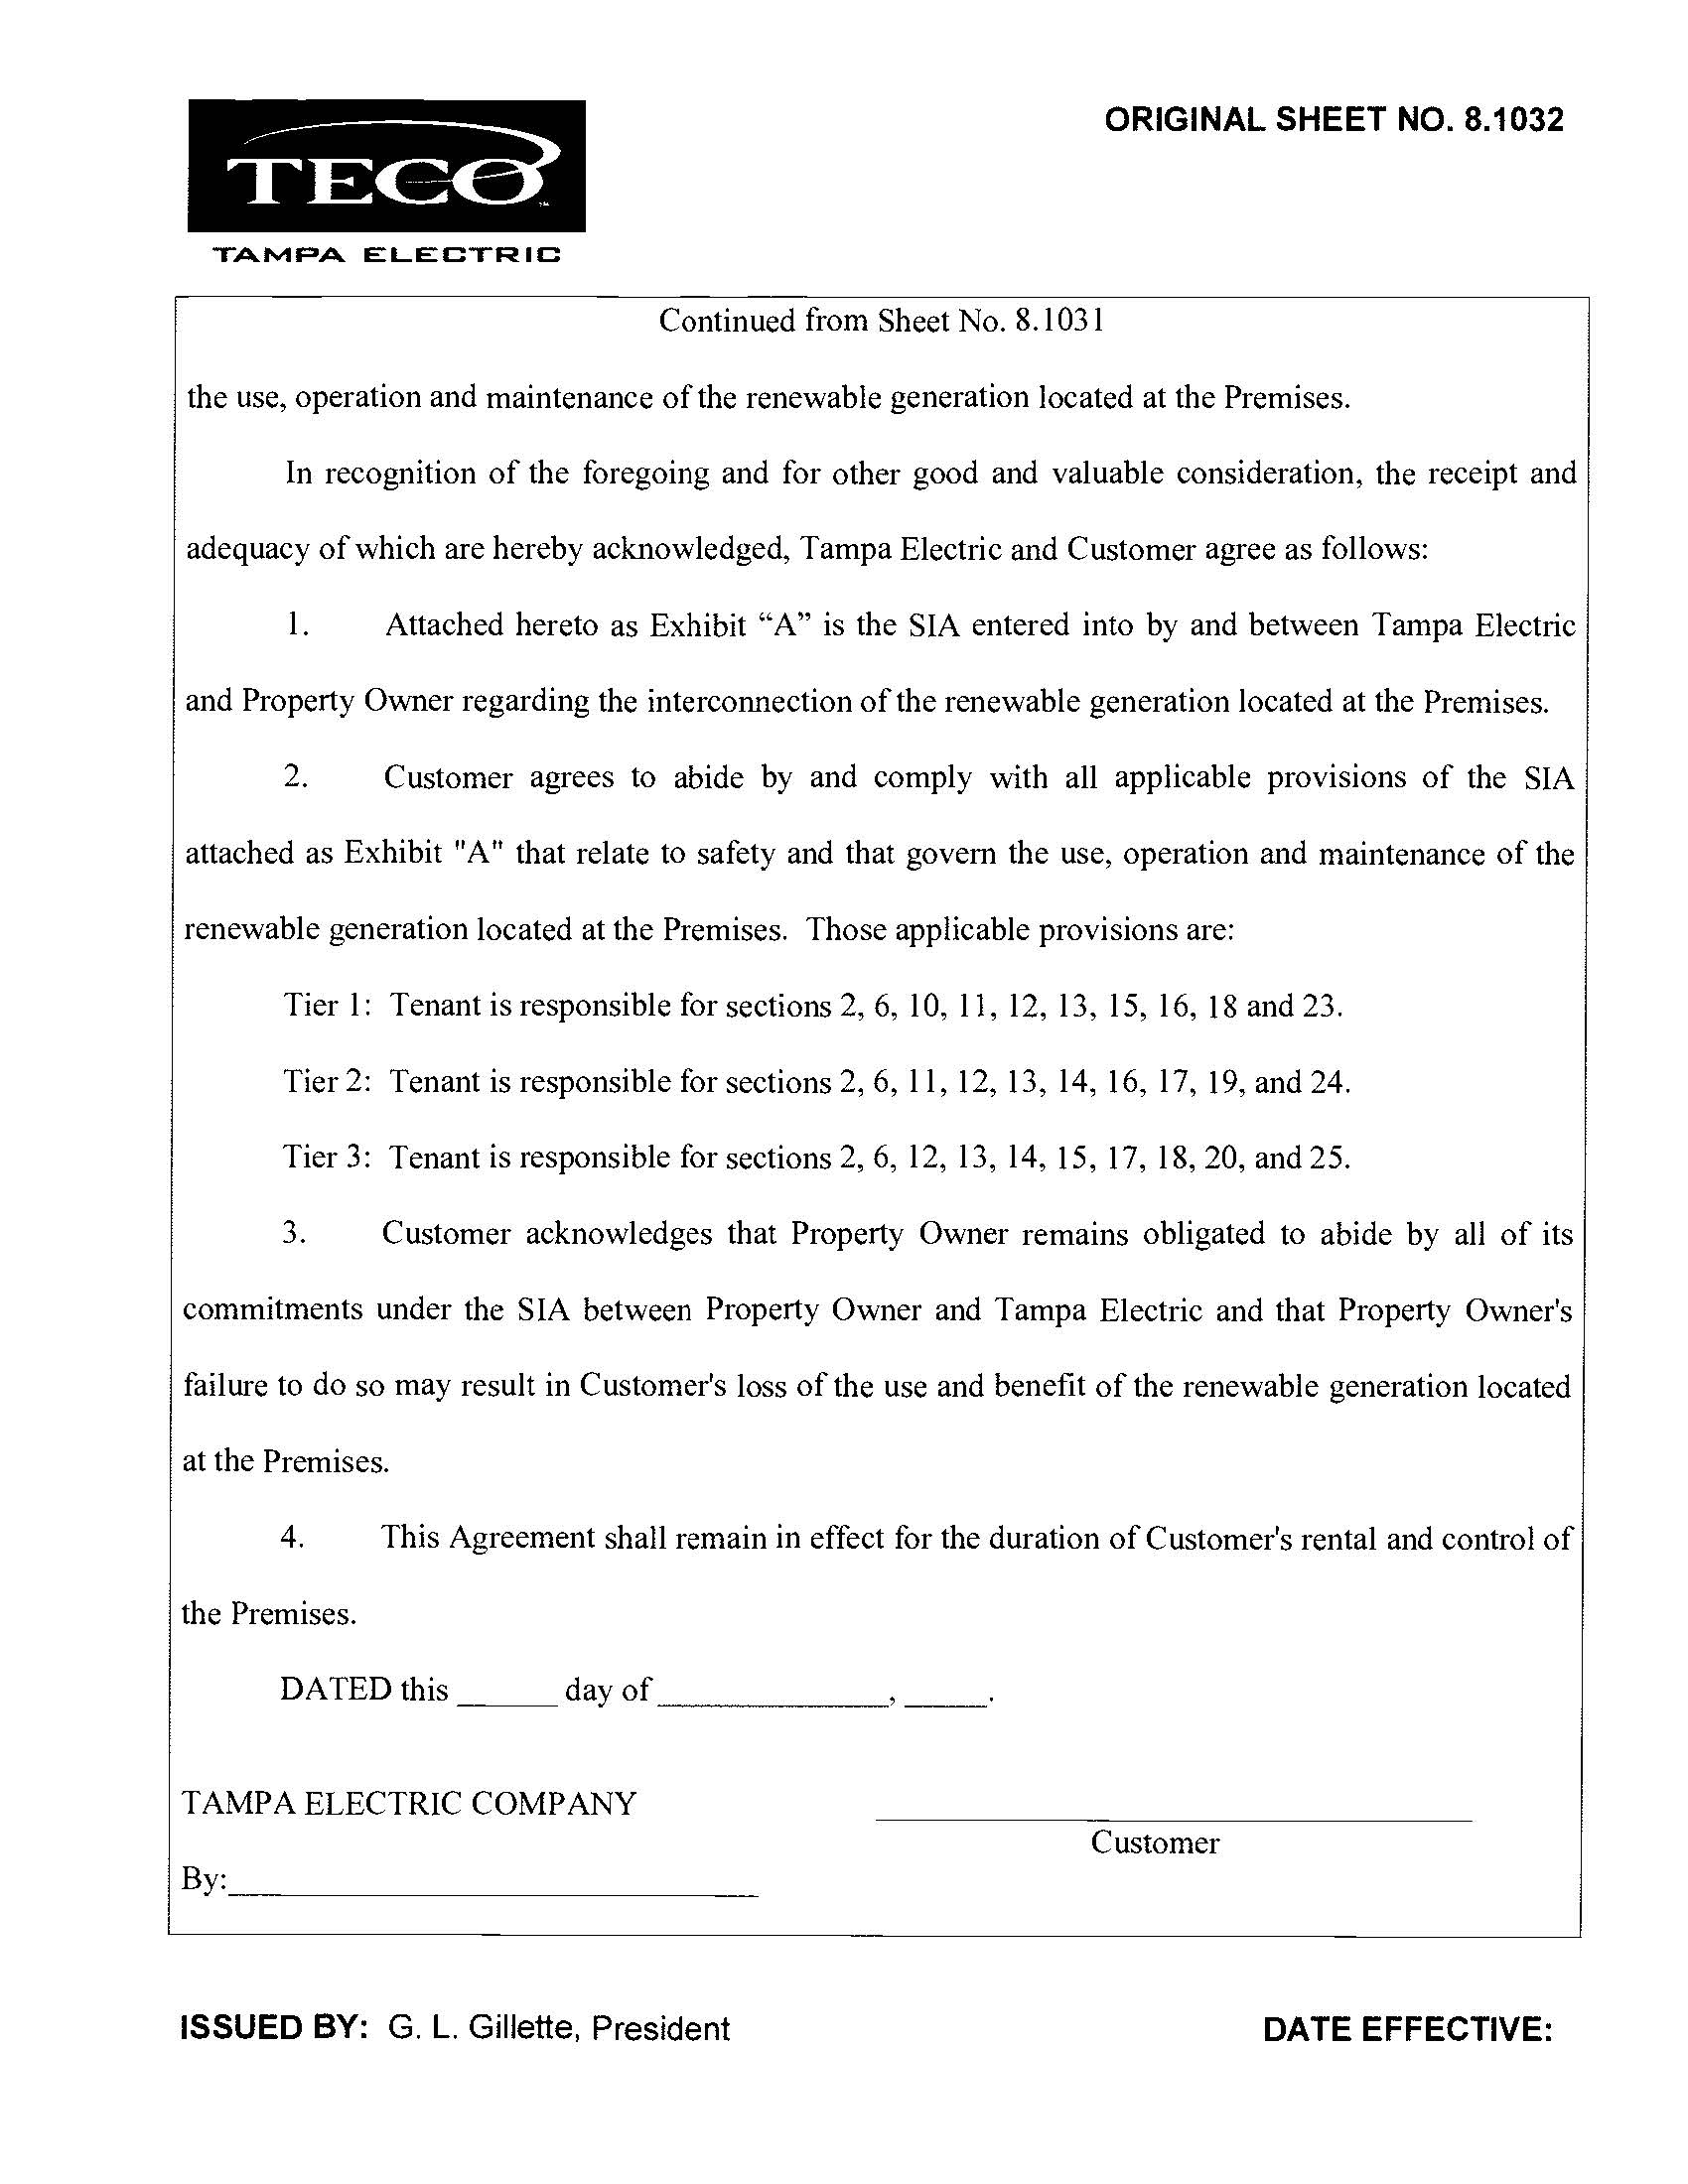 ORIGINAL SHEET NO. 8.1032
TECO
TAMPA ELECTRIC
Continued from Sheet No. 8.1031
the use, operation and maintenance of the renewable generation located at the Premises.
In recognition of the foregoing and for other good and valuable consideration, the receipt and
adequacy of which are hereby acknowledged, Tampa Electric and Customer agree as follows:
1. Attached hereto as Exhibit “A” is the SIA entered into by and between Tampa Electric
and Property Owner regarding the interconnection of the renewable generation located at the Premises.
2. Customer agrees to abide by and comply with all applicable provisions of the SIA
attached as Exhibit "A" that relate to safety and that govern the use, operation and maintenance of the
renewable generation located at the Premises. Those applicable provisions are:
Tier 1: Tenant is responsible for sections 2, 6, 10, 11, 12, 13, 15, 16, 18 and 23.
Tier 2: Tenant is responsible for sections 2, 6, 11, 12, 13, 14, 16, 17, 19, and 24.
Tier 3: Tenant is responsible for sections 2, 6, 12, 13, 14, 15, 17, 18, 20, and 25.
3. Customer acknowledges that Property Owner remains obligated to abide by all of its
commitments under the SIA between Property Owner and Tampa Electric and that Property Owner's
failure to do so may result in Customer's loss of the use and benefit of the renewable generation located
at the Premises.
4. This Agreement shall remain in effect for the duration of Customer's rental and control of
the Premises.
DATED this ______ day of ______________, _____.
TAMPA ELECTRIC COMPANY
Customer
By:________________________________
ISSUED BY: G. L. Gillette, President
DATE EFFECTIVE: